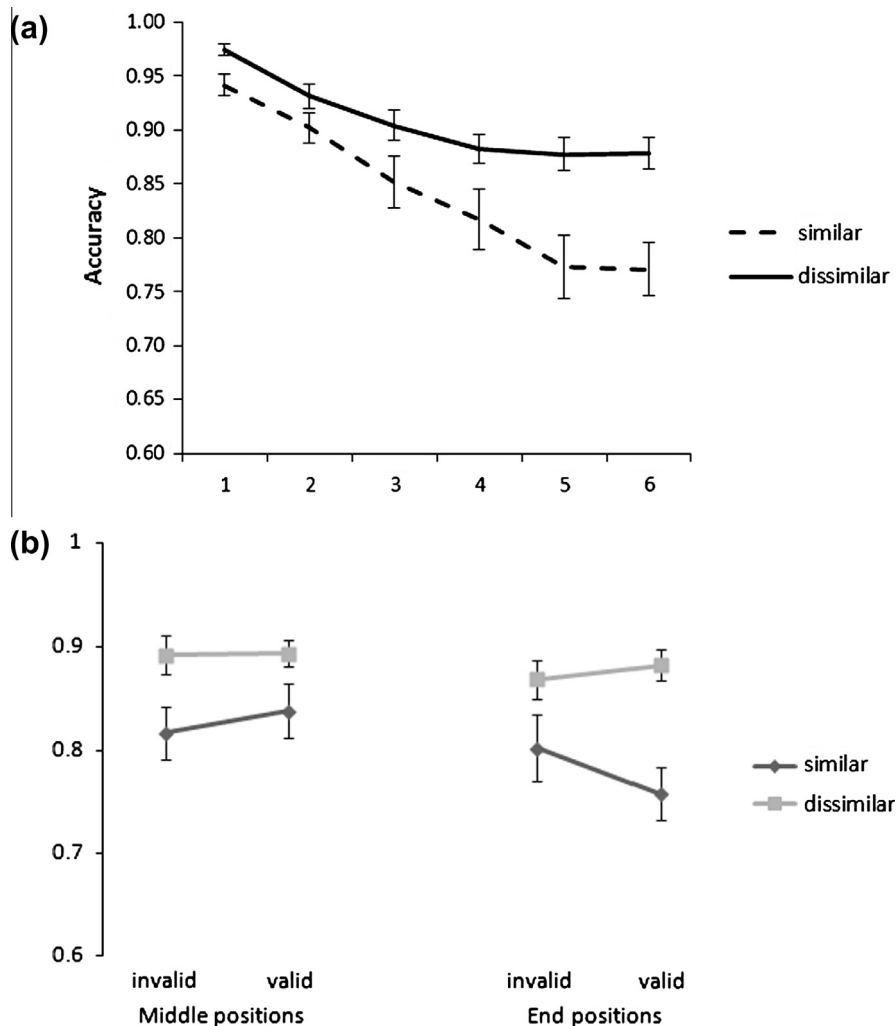 (a)
1.00
0.95
0.90
0.85
0.80
0.75
0.70
0.65
0.60
Accuracy
1 2 3 4 5 6
similar
dissimilar
(b)
1
0.9
0.8
0.7
0.6
similar
dissimilar
invalid valid invalid valid
Middle positions End positions